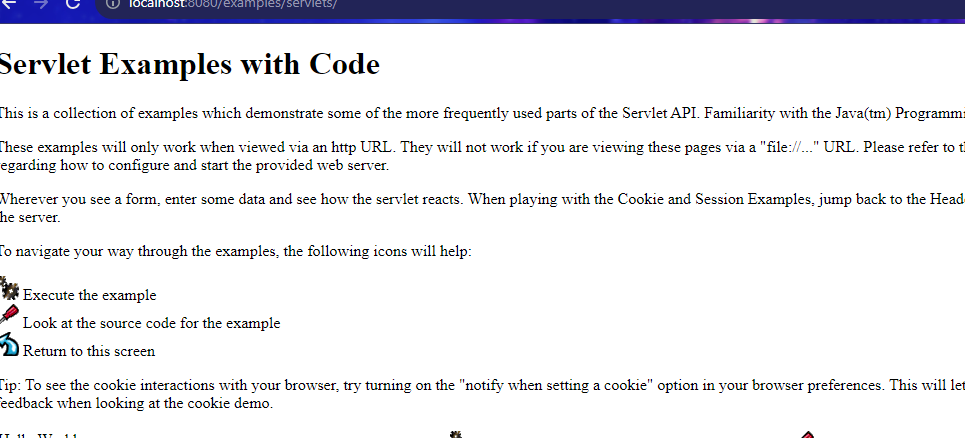 localhost:8080/examples/servlets/
Servlet Examples with Code
This is a collection of examples which demonstrate some of the more frequently used parts of the Servlet API. Familiarity with the Java(tm) Programmi
These examples will only work when viewed via an http URL. They will not work if you are viewing these pages via a "file://..." URL. Please refer to t
regarding how to configure and start the provided web server.
Wherever you see a form, enter some data and see how the servlet reacts. When playing with the Cookie and Session Examples, jump back to the Head
the server.
To navigate your way through the examples, the following icons will help:
Execute the example
Look at the source code for the example
Return to this screen
Tip: To see the cookie interactions with your browser, try turning on the "notify when setting a cookie" option in your browser preferences. This will let
feedback when looking at the cookie demo.